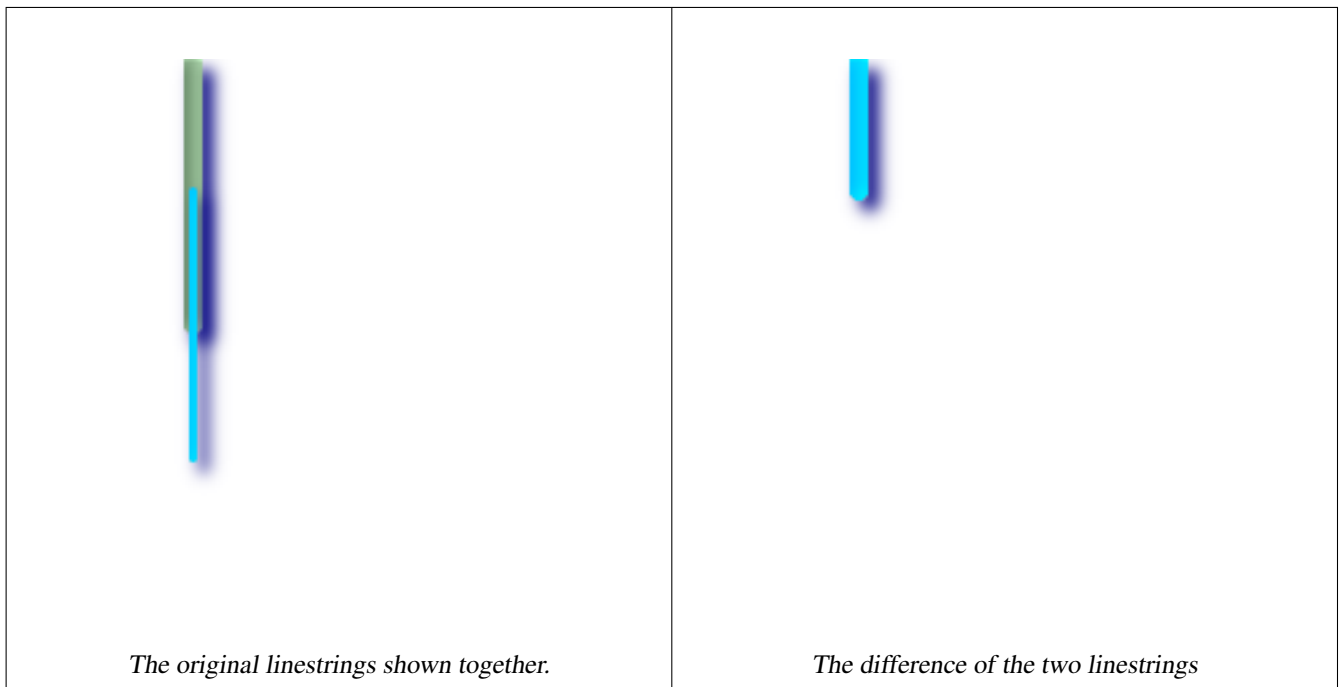 The original linestrings shown together.
The difference of the two linestrings